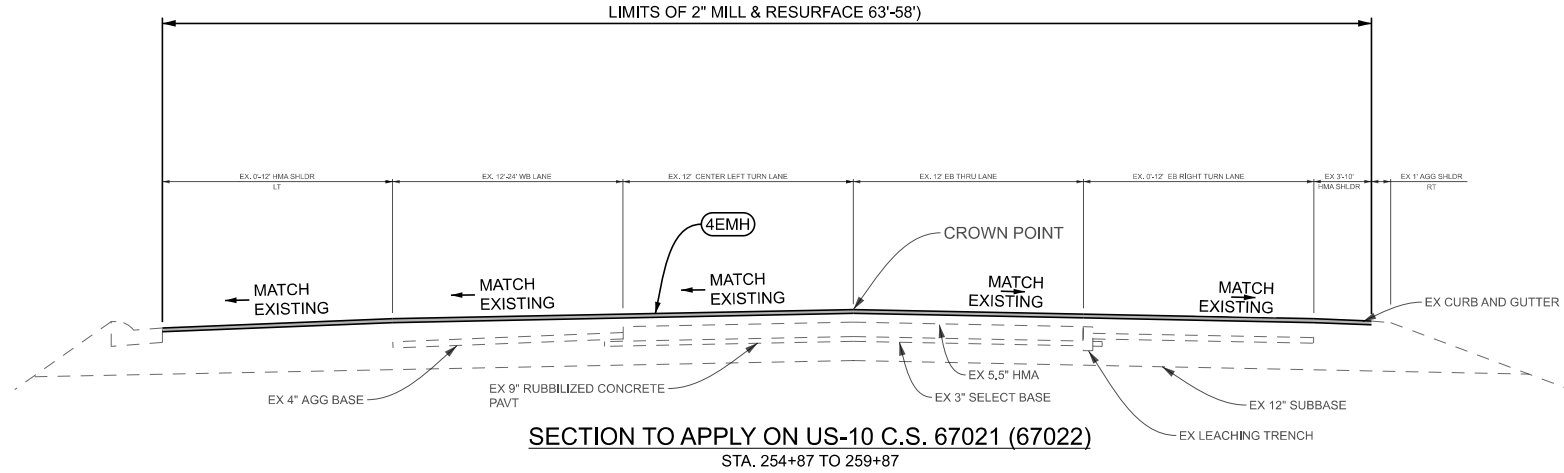 LIMITS OF 2" MILL & RESURFACE 63'-58')
EX. 0'-12' HMA SHLDR
LT
EX. 12'-24' WB LANE
EX. 12' CENTER LEFT TURN LANE
EX. 12' EB THRU LANE
EX. 0'-12' EB RIGHT TURN LANE
EX 3'-10'
HMA SHLDR
EX 1' AGG SHLDR
RT
4EMH
CROWN POINT
MATCH
EXISTING
MATCH
EXISTING
MATCH
EXISTING
MATCH
EXISTING
MATCH
EXISTING
EX CURB AND GUTTER
EX 4" AGG BASE
EX 9" RUBBILIZED CONCRETE
PAVT
EX 5.5" HMA
EX 3" SELECT BASE
EX 12" SUBBASE
EX LEACHING TRENCH
SECTION TO APPLY ON US-10 C.S. 67021 (67022)
STA. 254+87 TO 259+87